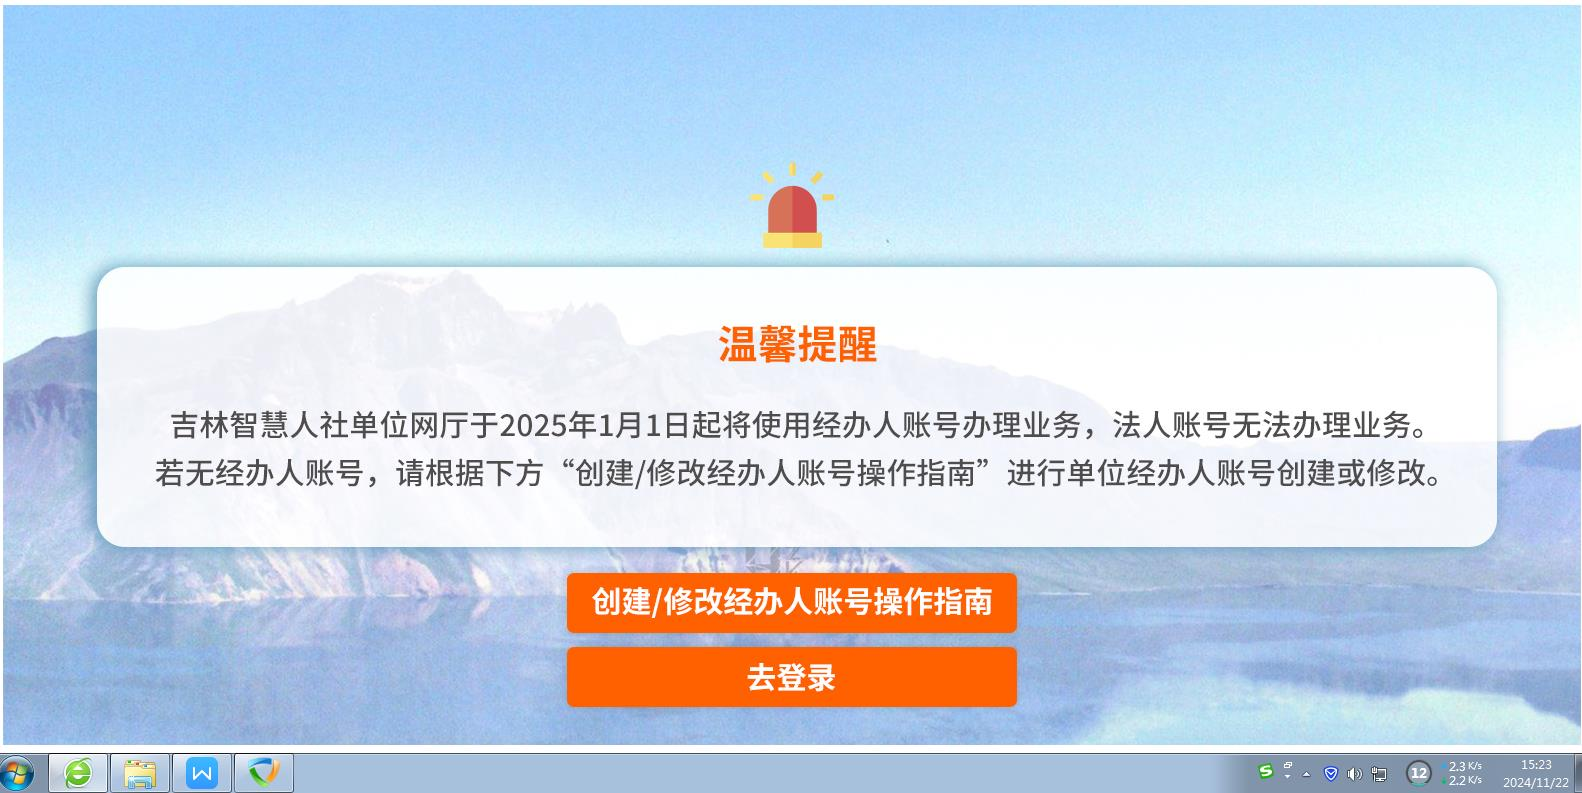 温馨提醒
吉林智慧人社单位网厅于2025年1月1日起将使用经办人账号办理业务，法人账号无法办理业务。
若无经办人账号，请根据下方“创建/修改经办人账号操作指南”进行单位经办人账号创建或修改。
创建/修改经办人账号操作指南
去登录
12
2.3 K/s
2.2 K/s
15:23
2024/11/22